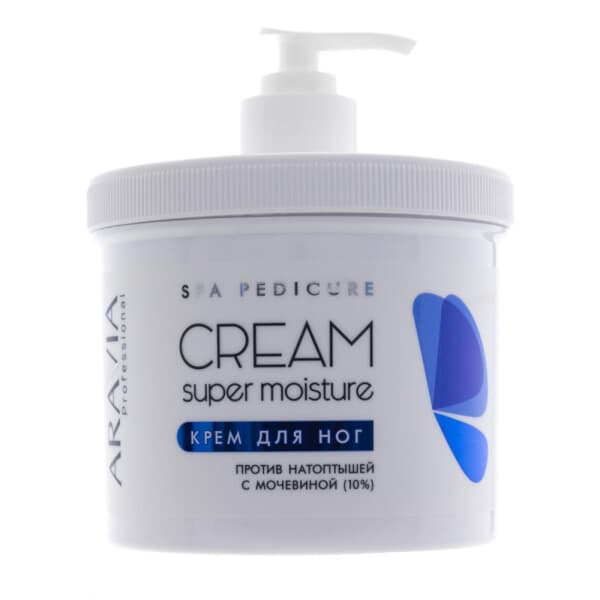 ARAVIA
Professional
SPA PEDICURE
CREAM
super moisture
КРЕМ ДЛЯ НОГ
ПРОТИВ НАТОПТЫШЕЙ
С МОЧЕВИНОЙ (10%)